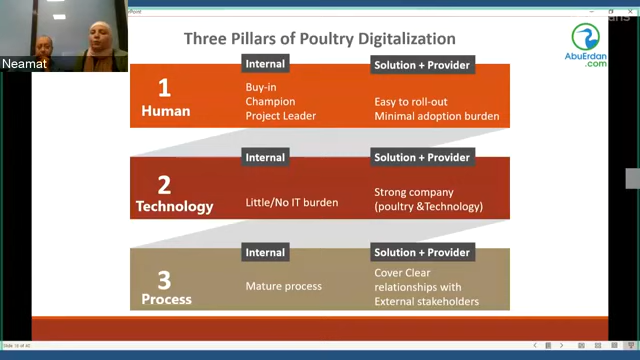 Point
Three Pillars of Poultry Digitalization
AbuErdan
.com
Neamat
1
Human
Internal
Buy-in
Champion
Project Leader
Solution + Provider
Easy to roll-out
Minimal adoption burden
2
Technology
Internal
Little/No IT burden
Solution + Provider
Strong company
(poultry &Technology)
3
Process
Internal
Mature process
Solution + Provider
Cover Clear
relationships with
External stakeholders